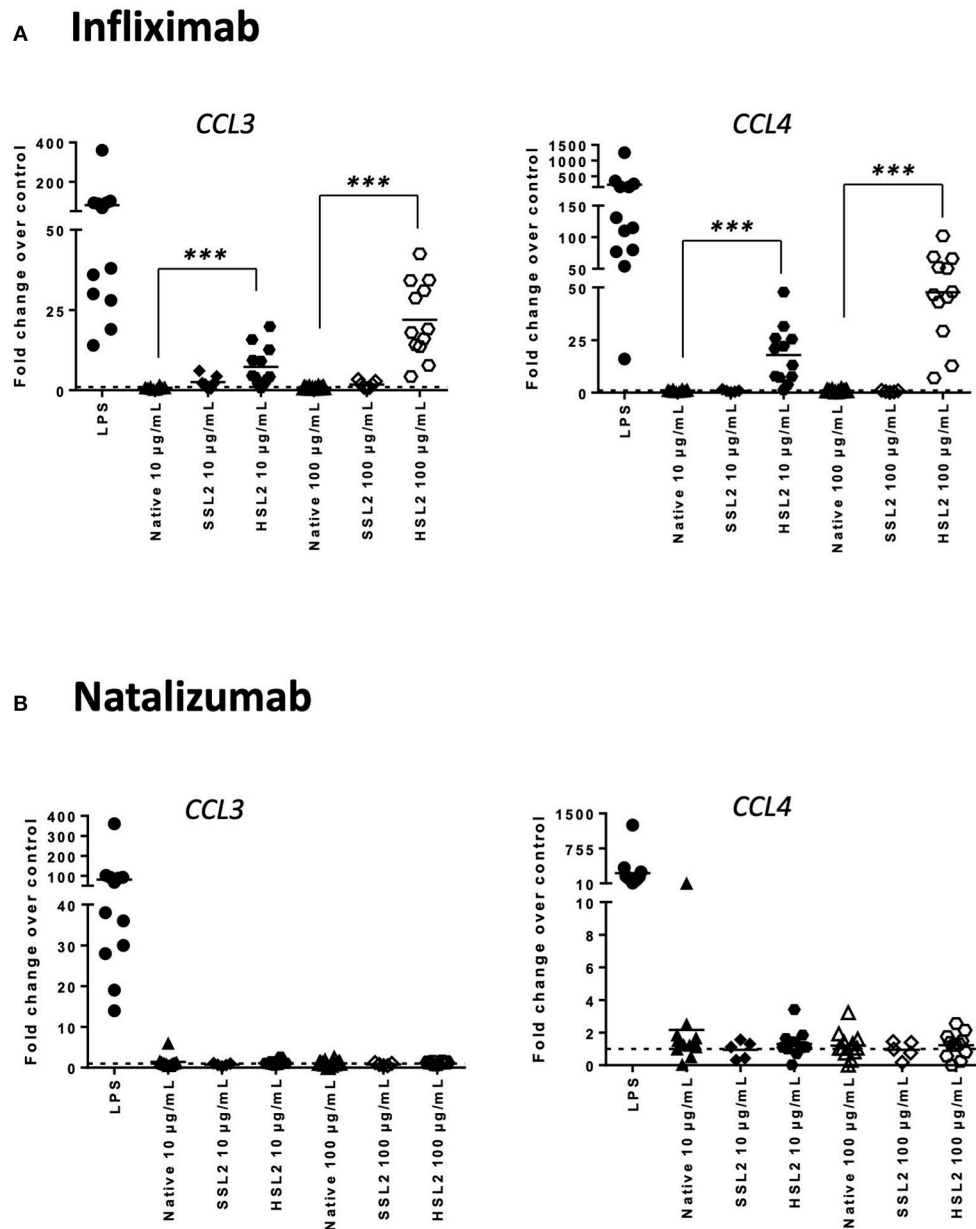 A Infliximab
CCL3
Fold change over control
400
200
50
25
0
***
***
LPS
Native 10 µg/mL
SSL2 10 µg/mL
HSL2 10 µg/mL
Native 100 µg/mL
SSL2 100 µg/mL
HSL2 100 µg/mL
CCL4
Fold change over control
1500
1000
500
150
100
50
50
25
0
***
***
LPS
Native 10 µg/mL
SSL2 10 µg/mL
HSL2 10 µg/mL
Native 100 µg/mL
SSL2 100 µg/mL
HSL2 100 µg/mL
B Natalizumab
CCL3
Fold change over control
400
300
200
100
40
30
20
10
0
LPS
Native 10 µg/mL
SSL2 10 µg/mL
HSL2 10 µg/mL
Native 100 µg/mL
SSL2 100 µg/mL
HSL2 100 µg/mL
CCL4
Fold change over control
1500
755
10
10
8
6
4
2
0
LPS
Native 10 µg/mL
SSL2 10 µg/mL
HSL2 10 µg/mL
Native 100 µg/mL
SSL2 100 µg/mL
HSL2 100 µg/mL